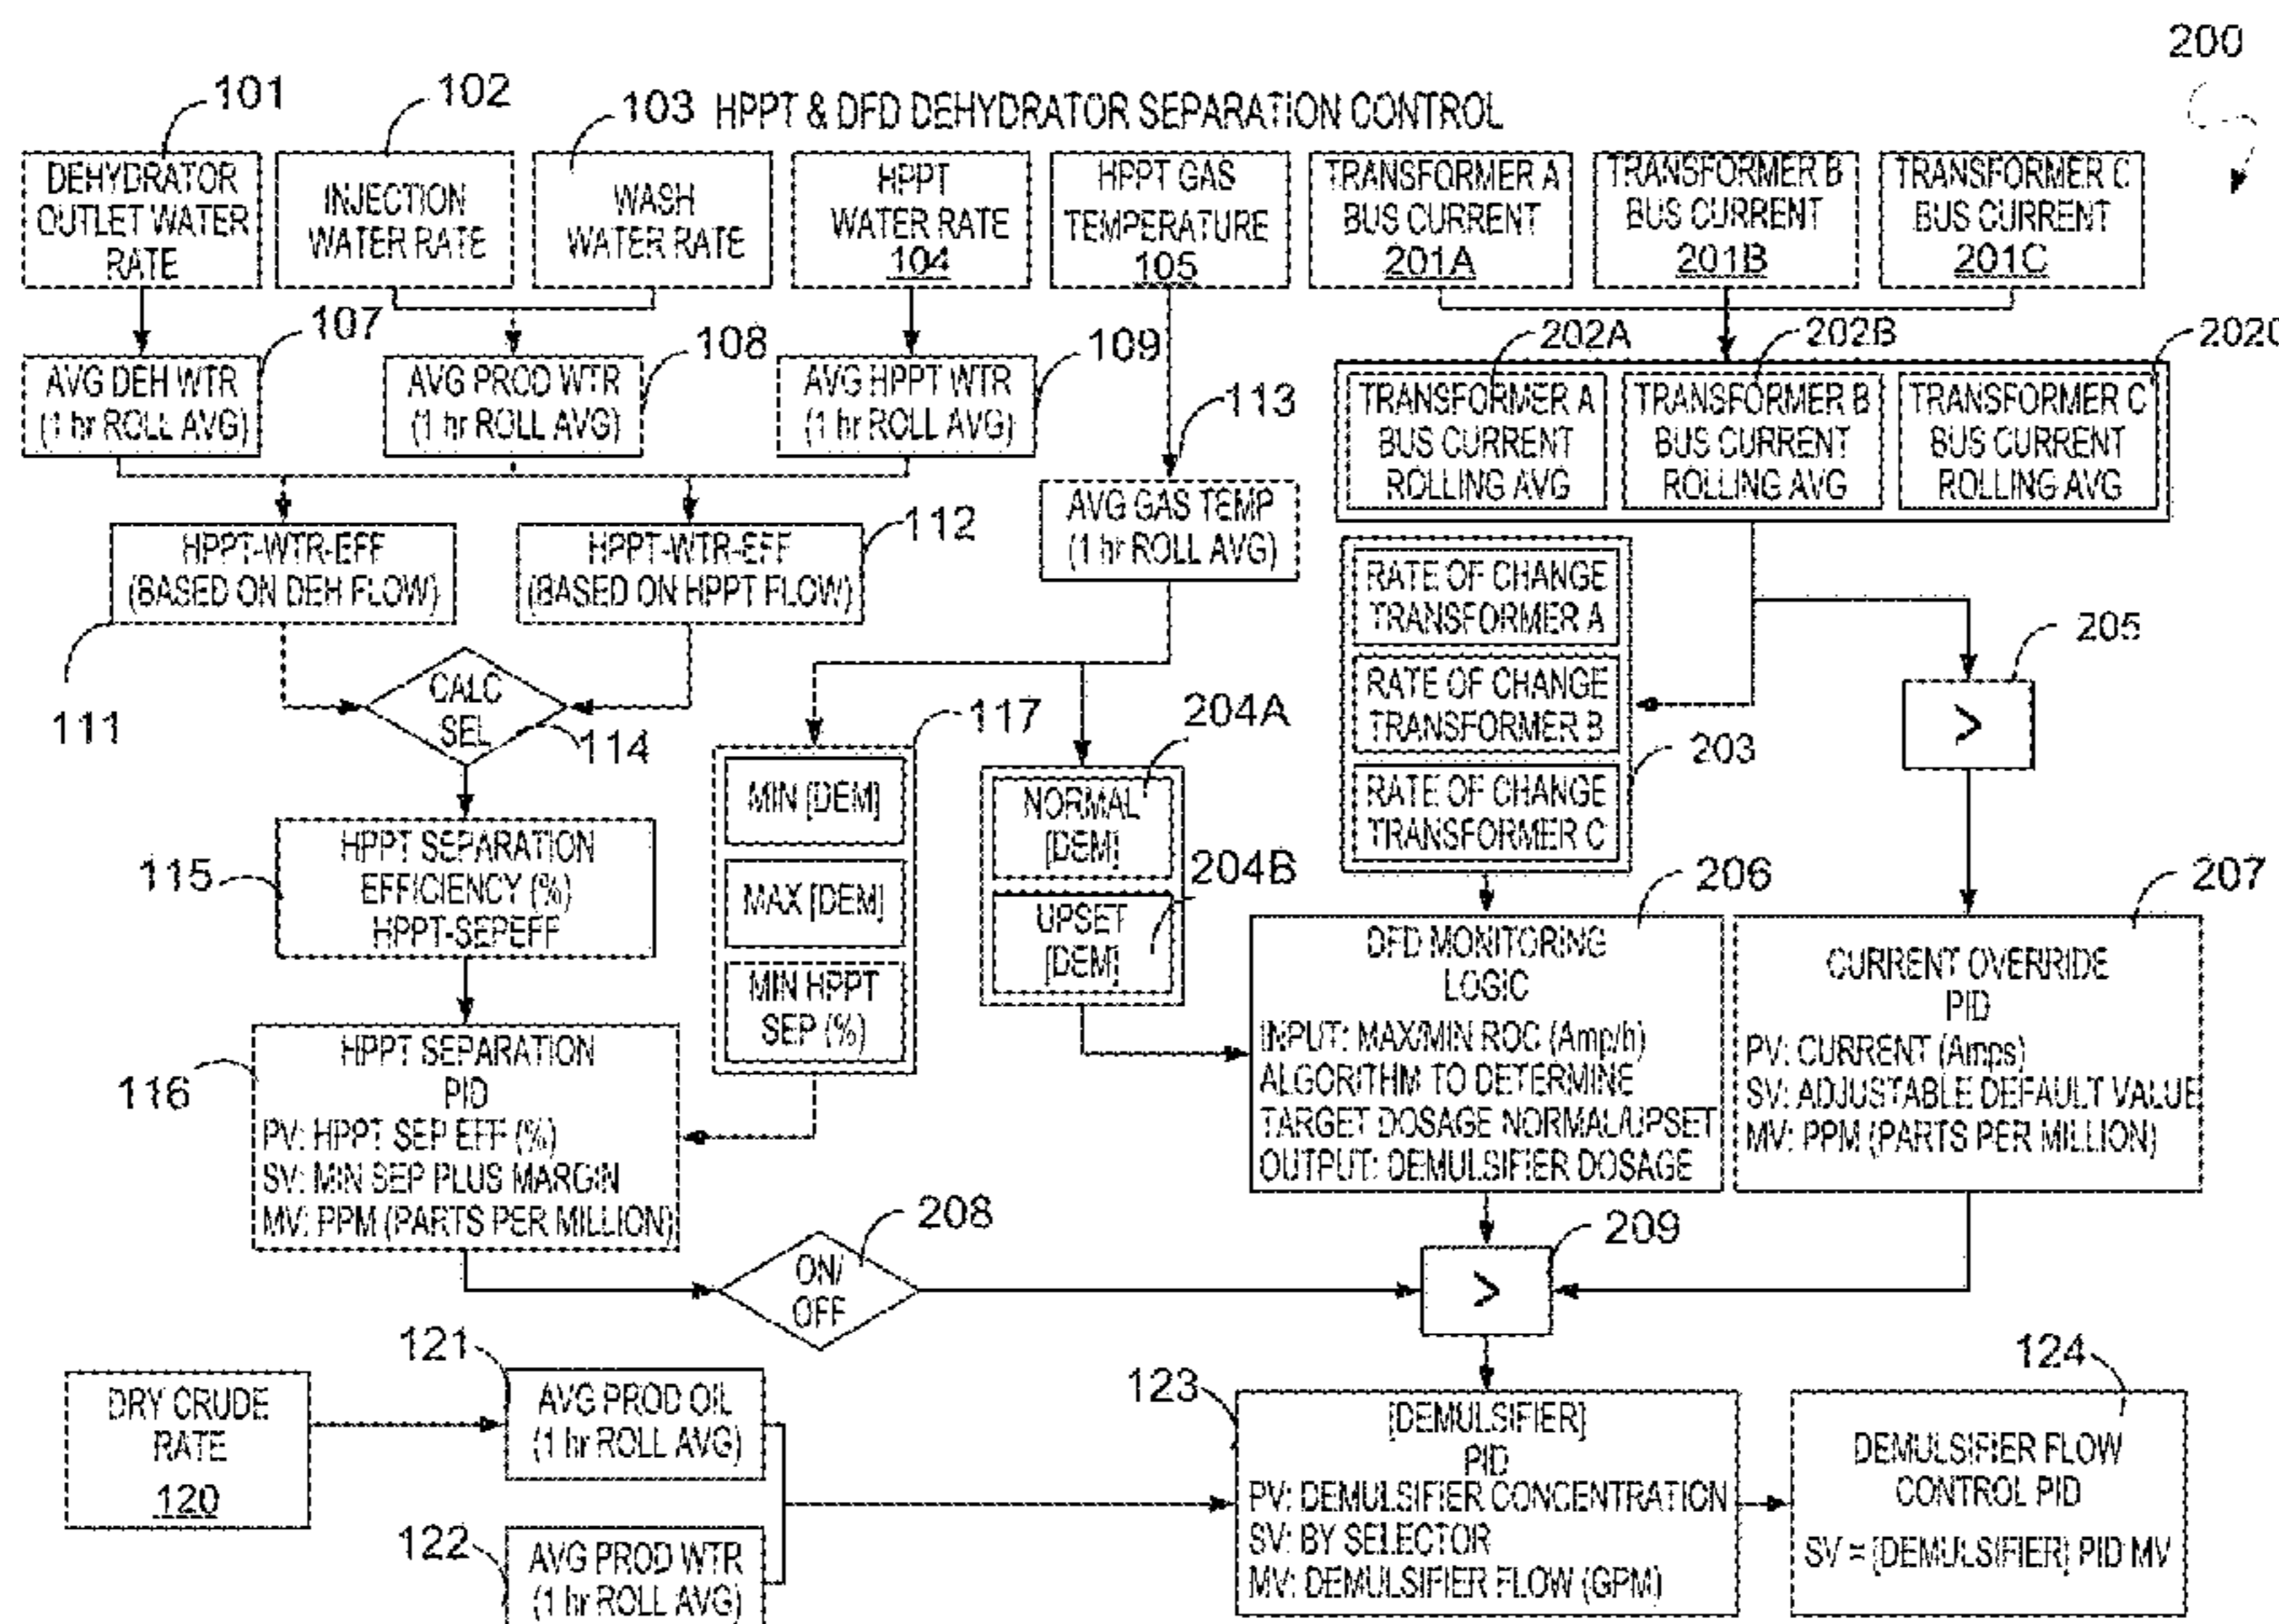 200
101
102
103
HPPT & DFD DEHYDRATOR SEPARATION CONTROL
DEHYDRATOR
OUTLET WATER
RATE
INJECTION
WATER RATE
WASH
WATER RATE
HPPT
WATER RATE
104
HPPT GAS
TEMPERATURE
105
TRANSFORMER A
BUS CURRENT
201A
TRANSFORMER B
BUS CURRENT
201B
TRANSFORMER C
BUS CURRENT
201C
107
108
109
202A
202B
AVG DEH WTR
(1 hr ROLL AVG)
AVG PROD WTR
(1 hr ROLL AVG)
AVG HPPT WTR
(1 hr ROLL AVG)
113
TRANSFORMER A
BUS CURRENT
ROLLING AVG
TRANSFORMER B
BUS CURRENT
ROLLING AVG
TRANSFORMER C
BUS CURRENT
ROLLING AVG
AVG GAS TEMP
(1 hr ROLL AVG)
HPPT-WTR-EFF
(BASED ON DEH FLOW)
111
HPPT-WTR-EFF
(BASED ON HPPT FLOW)
112
RATE OF CHANGE
TRANSFORMER A
RATE OF CHANGE
TRANSFORMER B
RATE OF CHANGE
TRANSFORMER C
203
205
>
CALC
SEL
114
117
MIN [DEM]
MAX [DEM]
MIN HPPT
SEP (%)
204A
NORMAL
[DEM]
204B
UPSET
[DEM]
115
HPPT SEPARATION
EFFICIENCY (%)
HPPT-SEPEFF
206
DFD MONITORING
LOGIC
INPUT: MAX/MIN ROC (Amp/h)
ALGORITHM TO DETERMINE
TARGET DOSAGE NORMAL/UPSET
OUTPUT: DEMULSIFIER DOSAGE
207
CURRENT OVERRIDE
PID
PV: CURRENT (Amps)
SV: ADJUSTABLE DEFAULT VALUE
MV: PPM (PARTS PER MILLION)
116
HPPT SEPARATION
PID
PV: HPPT SEP EFF (%)
SV: MIN SEP PLUS MARGIN
MV: PPM (PARTS PER MILLION)
208
ON/
OFF
209
>
DRY CRUDE
RATE
120
121
AVG PROD OIL
(1 hr ROLL AVG)
122
AVG PROD WTR
(1 hr ROLL AVG)
123
[DEMULSIFIER]
PID
PV: DEMULSIFIER CONCENTRATION
SV: BY SELECTOR
MV: DEMULSIFIER FLOW (GPM)
124
DEMULSIFIER FLOW
CONTROL PID
SV = [DEMULSIFIER] PID MV